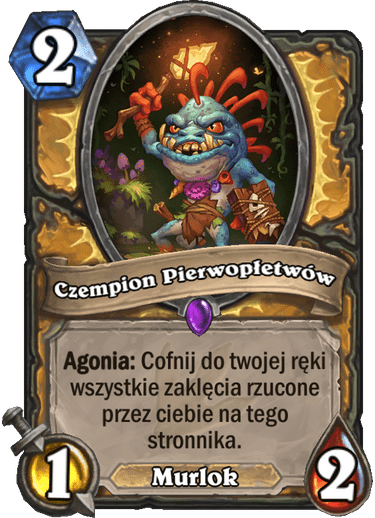 2
Czempion Pierwopłetwów
Agonia: Cofnij do twojej ręki
wszystkie zaklęcia rzucone
przez ciebie na tego
stronnika.
1
Murlok
2